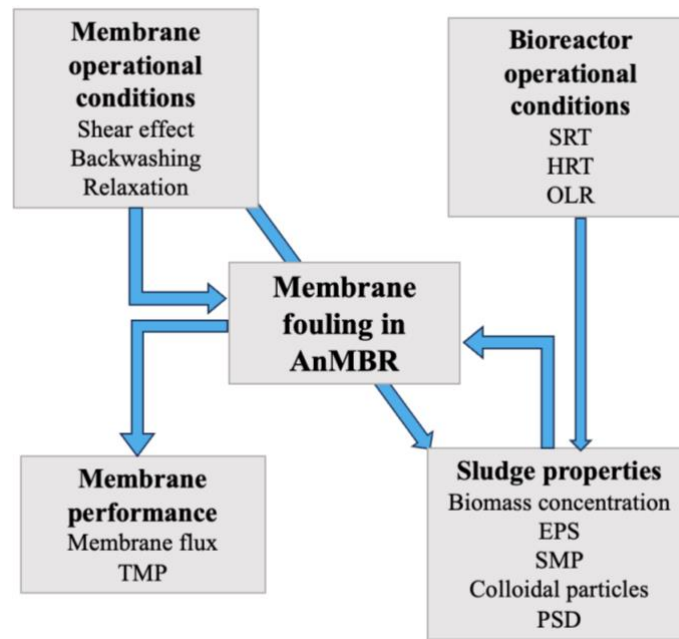 Membrane
operational
conditions
Shear effect
Backwashing
Relaxation
Bioreactor
operational
conditions
SRT
HRT
OLR
Membrane
fouling in
AnMBR
Membrane
performance
Membrane flux
TMP
Sludge properties
Biomass concentration
EPS
SMP
Colloidal particles
PSD